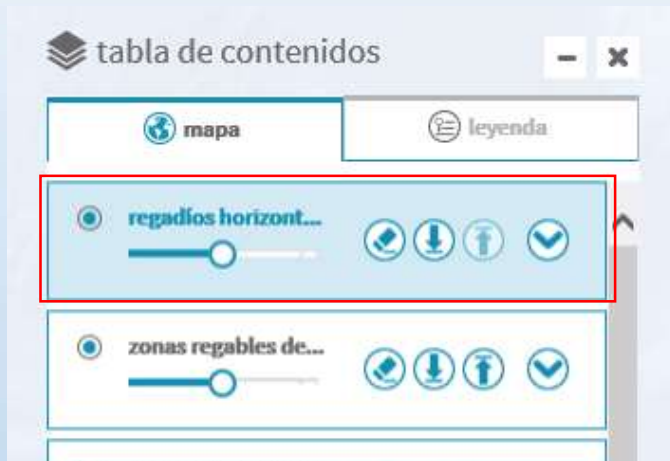 tabla de contenidos
mapa
leyenda
regadíos horizont...
zonas regables de...